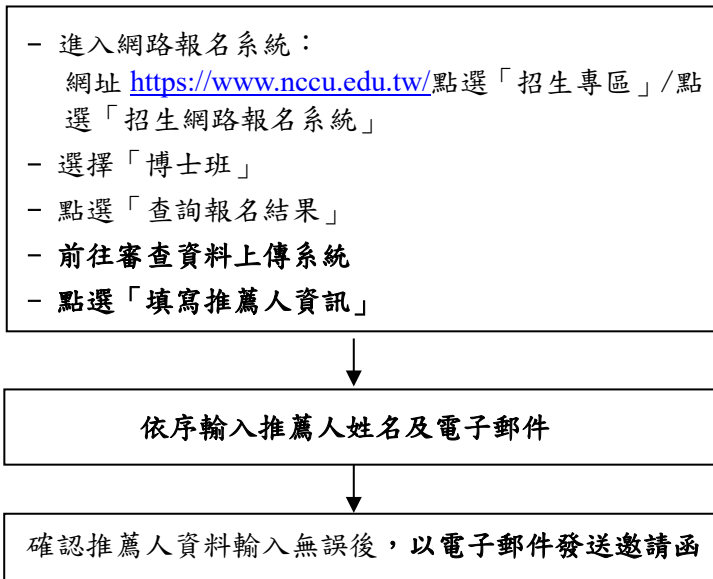 - 進入網路報名系統：
網址 https://www.nccu.edu.tw/點選「招生專區」/點
選「招生網路報名系統」
- 選擇「博士班」
- 點選「查詢報名結果」
- 前往審查資料上傳系統
- 點選「填寫推薦人資訊」
依序輸入推薦人姓名及電子郵件
確認推薦人資料輸入無誤後，以電子郵件發送邀請函